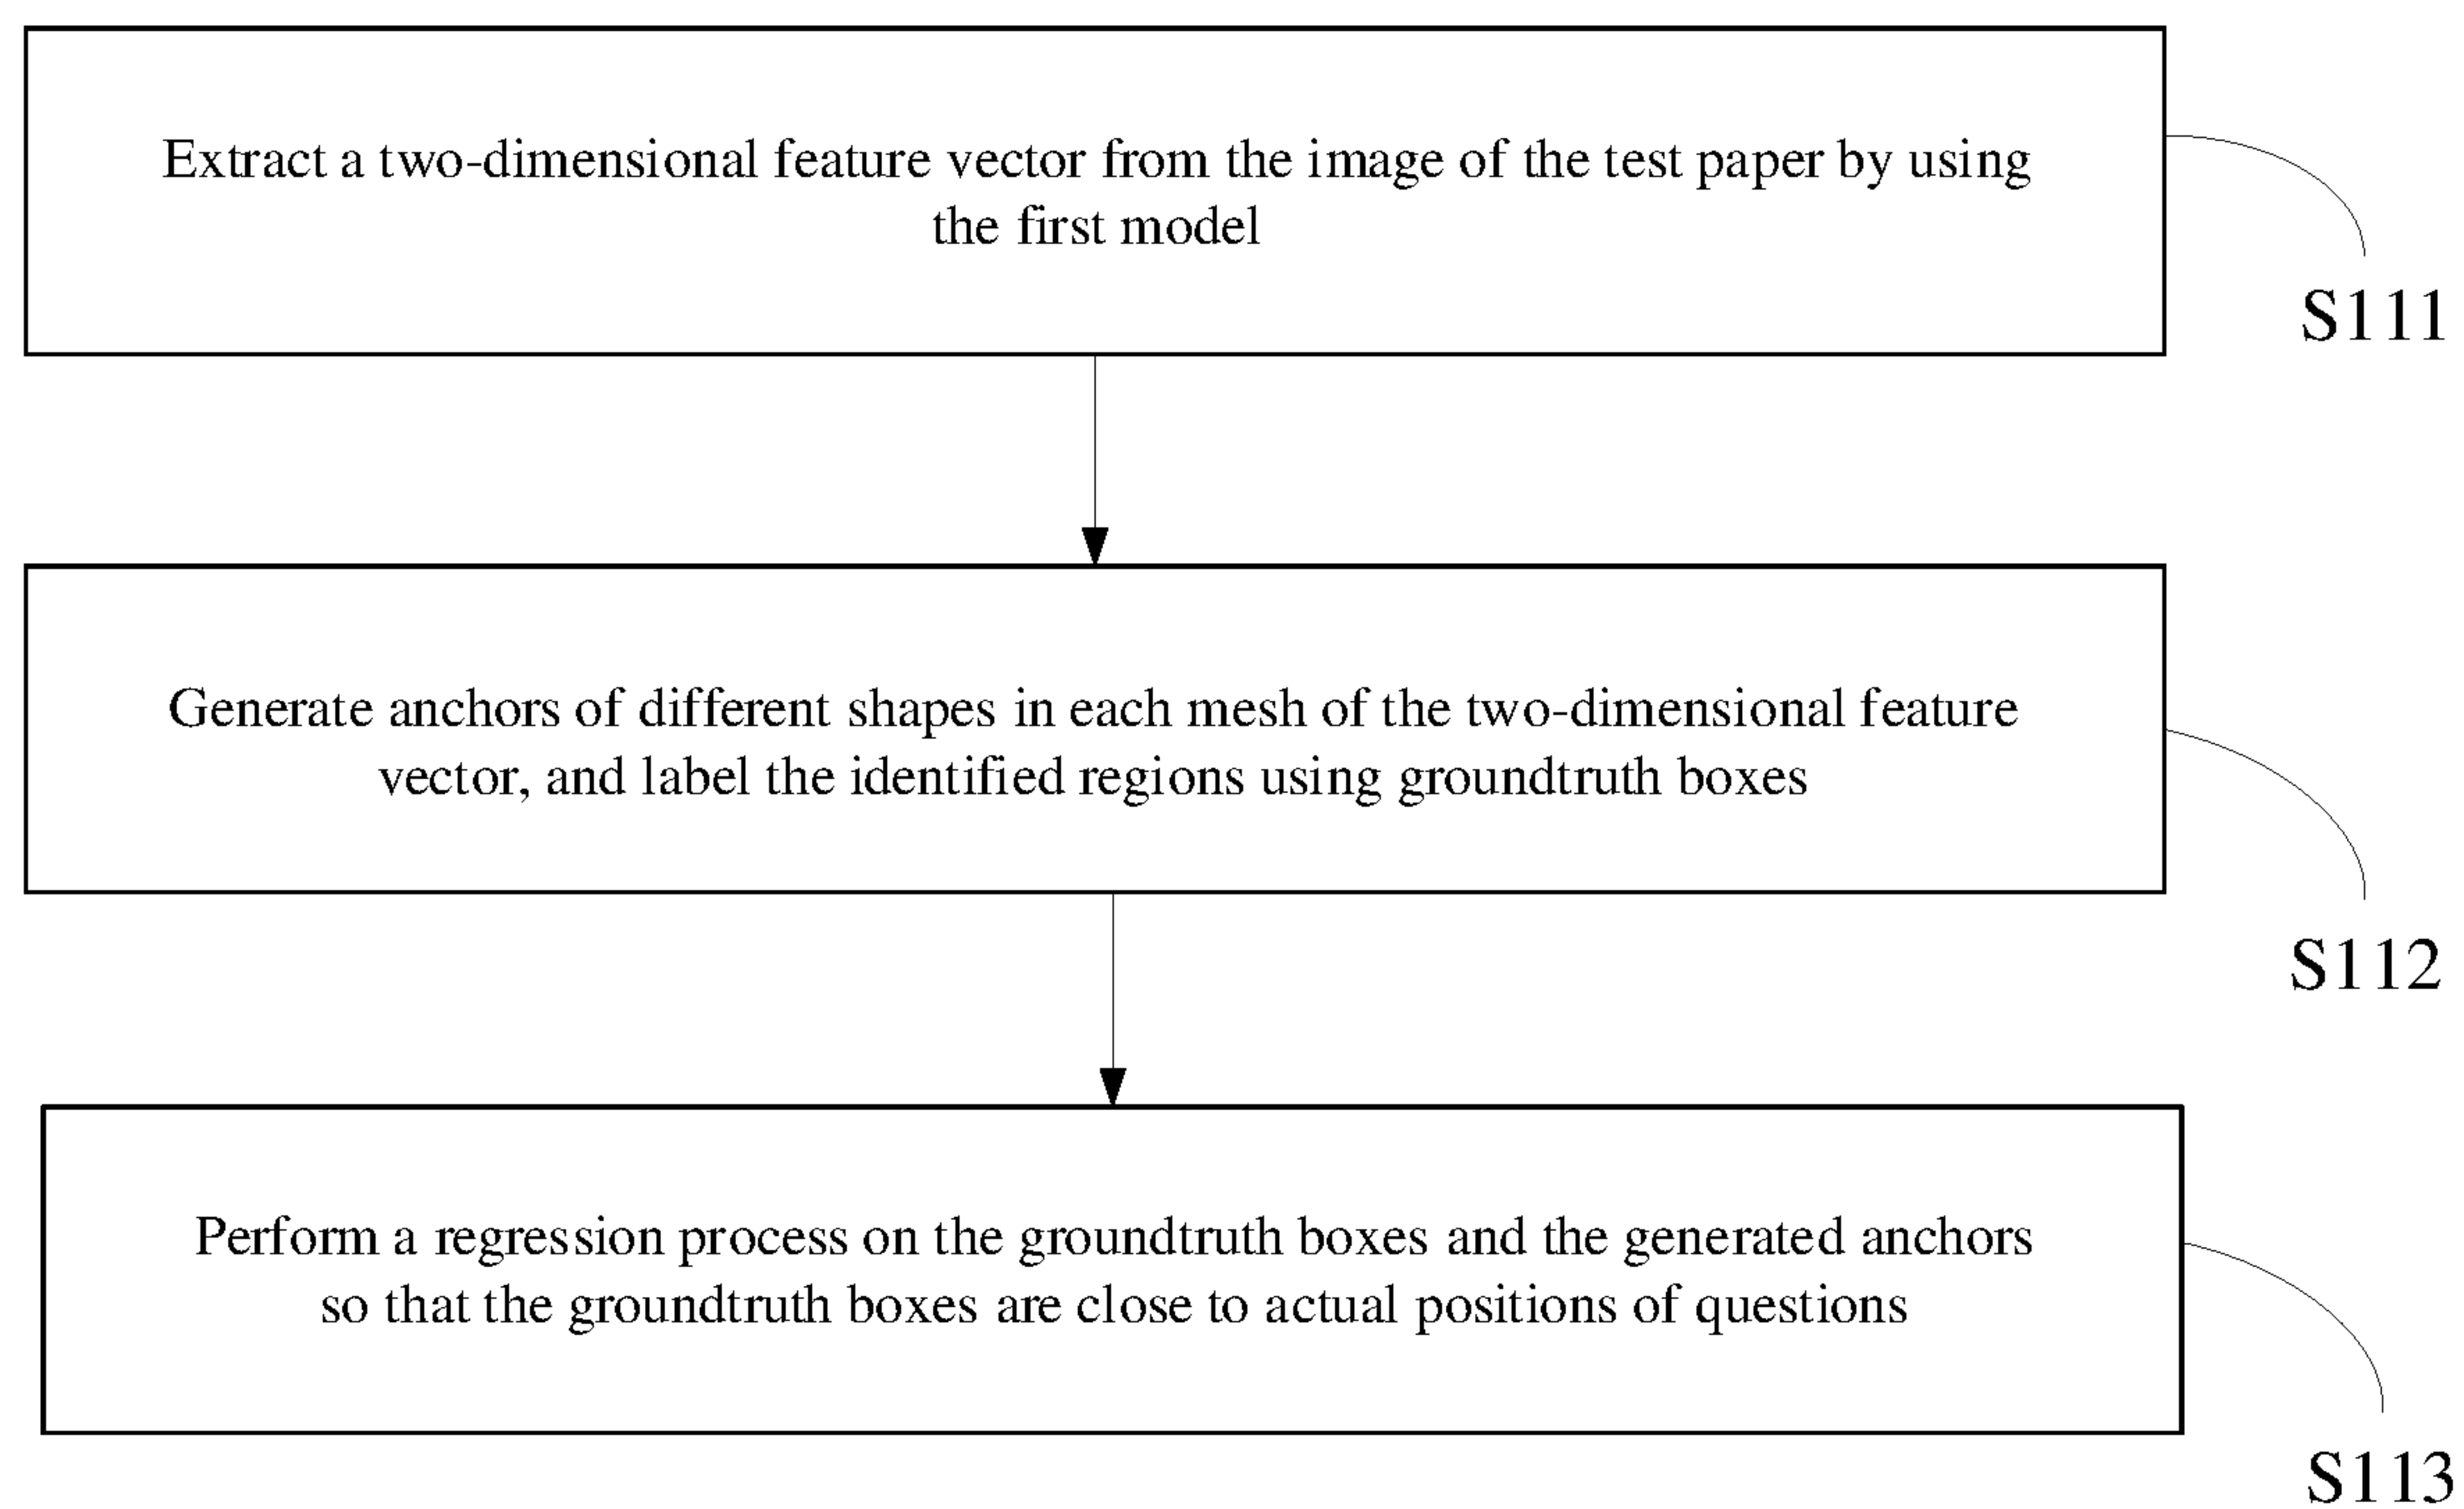 Extract a two-dimensional feature vector from the image of the test paper by using
the first model
S111
Generate anchors of different shapes in each mesh of the two-dimensional feature
vector, and label the identified regions using groundtruth boxes
S112
Perform a regression process on the groundtruth boxes and the generated anchors
so that the groundtruth boxes are close to actual positions of questions
S113